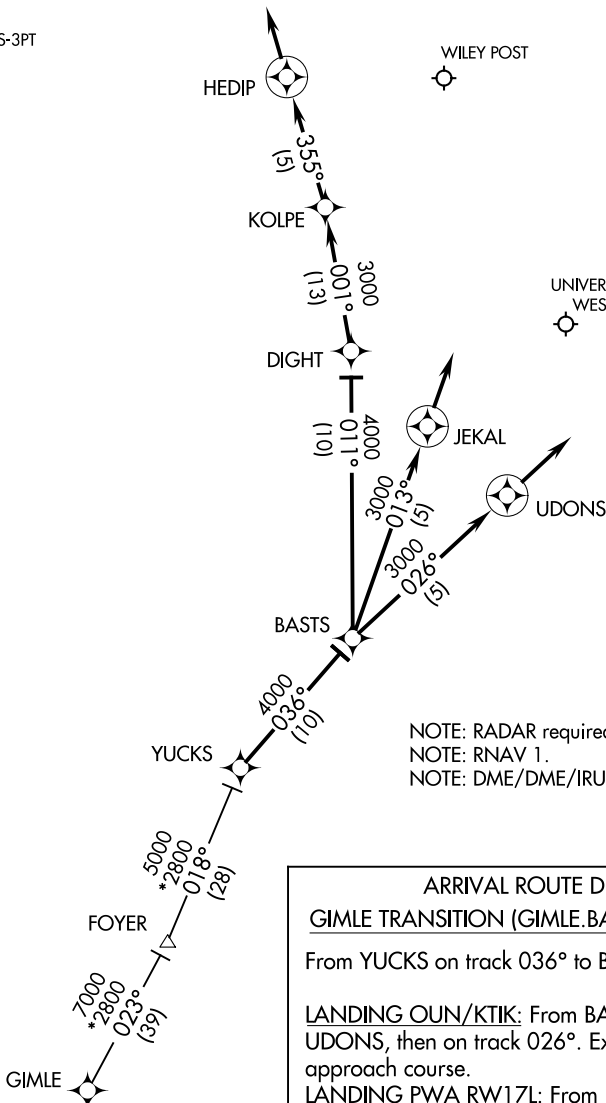 S-3PT
WILEY POST
HEDIP
355°
(5)
KOLPE
3000
001°
(13)
UNIVER
WES
DIGHT
4000
011°
(10)
JEKAL
3000
013°
(5)
UDONS
3000
026°
(5)
BASTS
4000
036°
(10)
NOTE: RADAR required
NOTE: RNAV 1.
NOTE: DME/DME/IRU
YUCKS
5000
*2800
018°
(28)
FOYER
7000
*2800
023°
(39)
GIMLE
ARRIVAL ROUTE D
GIMLE TRANSITION (GIMLE.BA
From YUCKS on track 036° to B
LANDING OUN/KTIK: From BA
UDONS, then on track 026°. Ex
approach course.
LANDING PWA RW17L: From